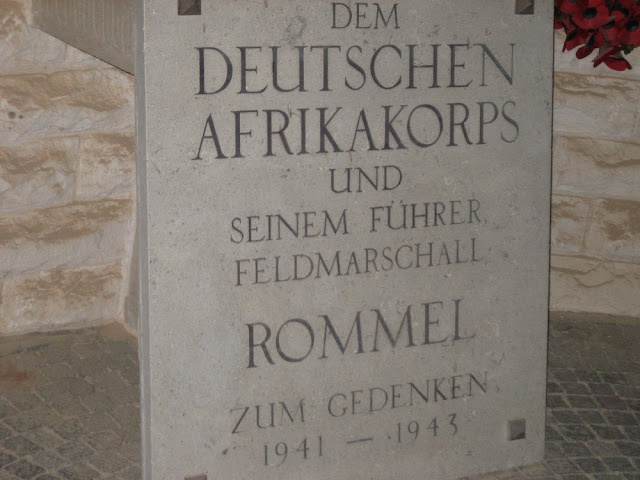 DEM
DEUTSCHEN
AFRIKAKORPS
UND
SEINEM FÜHRER
FELDMARSCHALL
ROMMEL
ZUM GEDENKEN
1941 — 1943